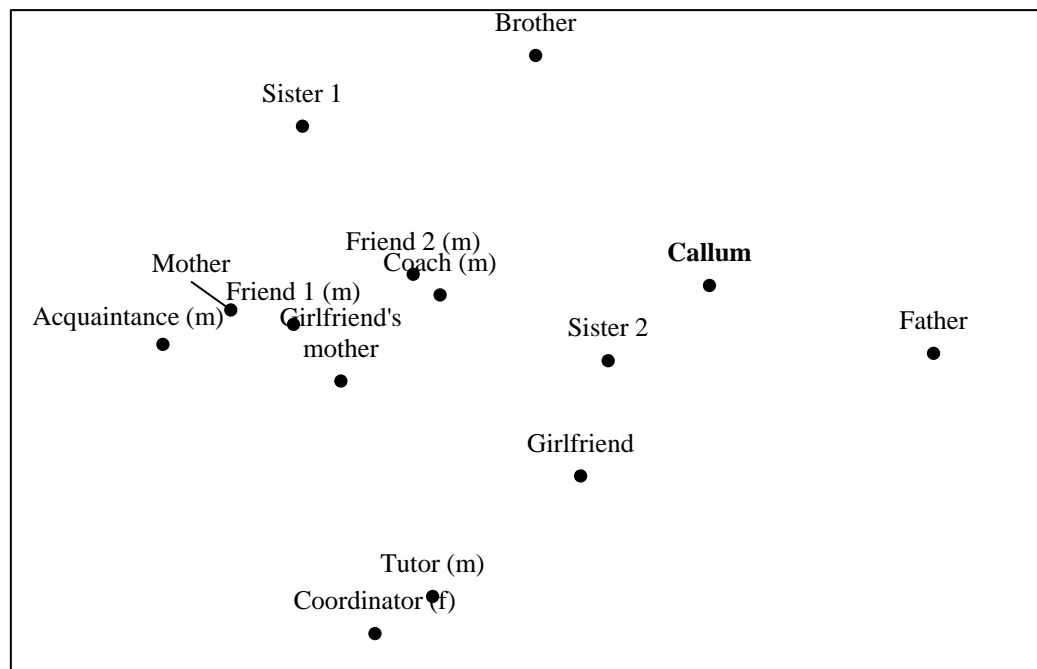 Brother
Sister 1
Friend 2 (m)
Callum
Mother
Coach (m)
Friend 1 (m)
Acquaintance (m)
Girlfriend's
mother
Sister 2
Father
Girlfriend
Tutor (m)
Coordinator (f)